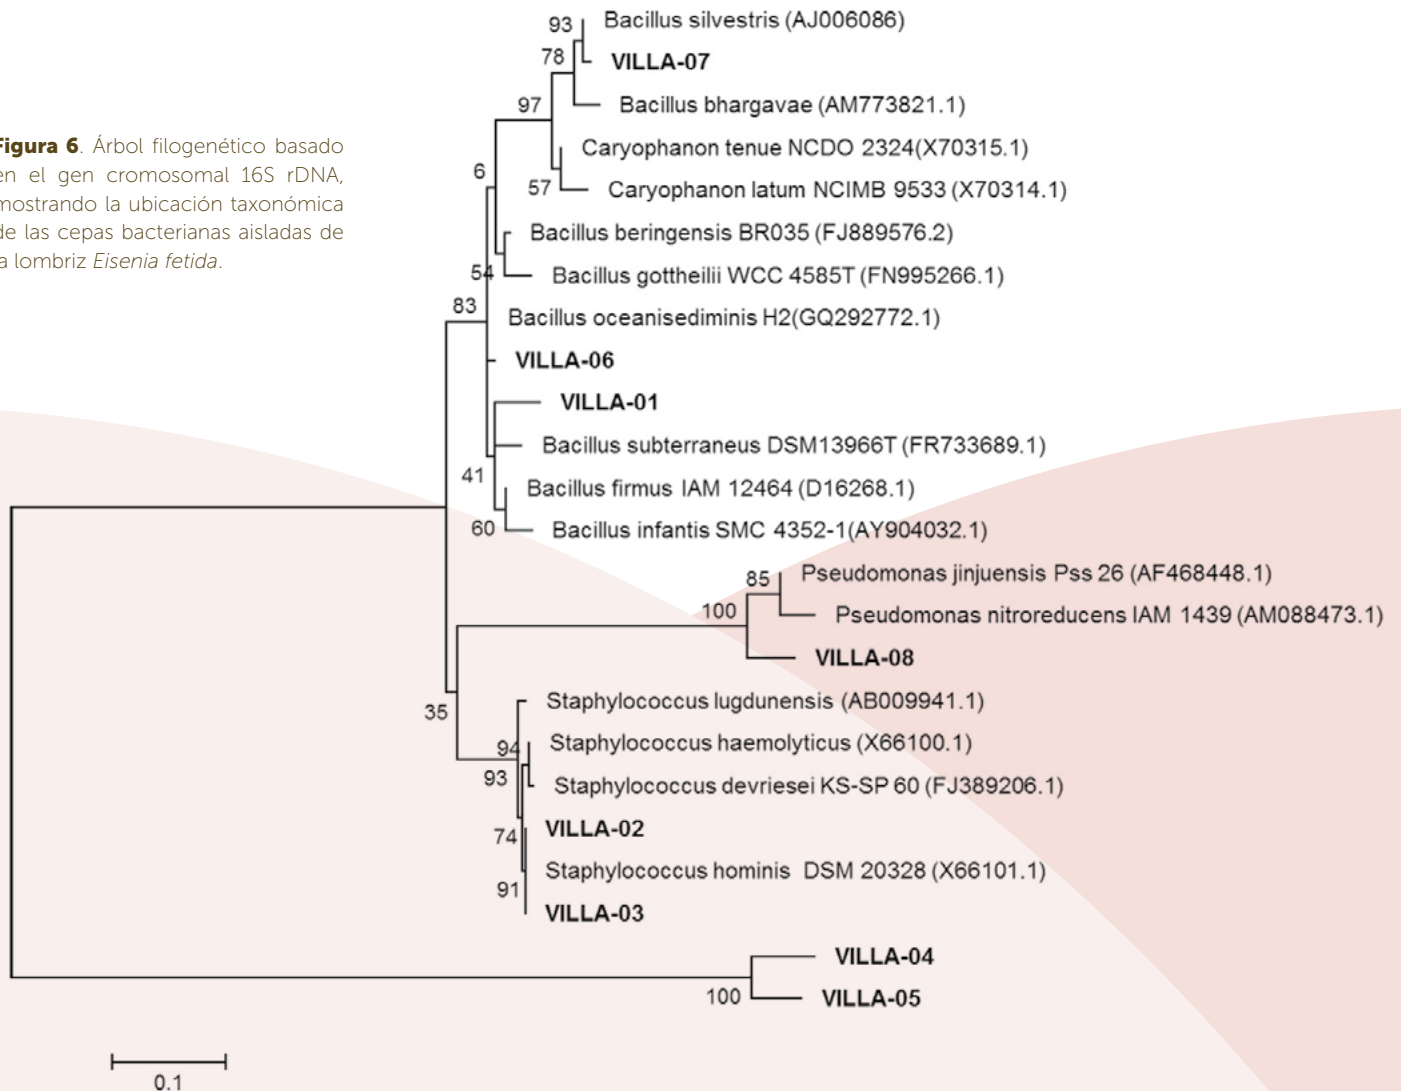 Figura 6. Árbol filogenético basado
en el gen cromosomal 16S rDNA,
mostrando la ubicación taxonómica
de las cepas bacterianas aisladas de
la lombriz Eisenia fetida.
93
Bacillus silvestris (AJ006086)
78
VILLA-07
97
Bacillus bhargavae (AM773821.1)
Caryophanon tenue NCDO 2324(X70315.1)
6
57
Caryophanon latum NCIMB 9533 (X70314.1)
Bacillus beringensis BR035 (FJ889576.2)
54
Bacillus gottheilii WCC 4585T (FN995266.1)
83
Bacillus oceanisediminis H2(GQ292772.1)
VILLA-06
VILLA-01
Bacillus subterraneus DSM13966T (FR733689.1)
41
Bacillus firmus IAM 12464 (D16268.1)
60
Bacillus infantis SMC 4352-1(AY904032.1)
85
Pseudomonas jinjuensis Pss 26 (AF468448.1)
100
Pseudomonas nitroreducens IAM 1439 (AM088473.1)
VILLA-08
35
Staphylococcus lugdunensis (AB009941.1)
94
Staphylococcus haemolyticus (X66100.1)
93
Staphylococcus devriesei KS-SP 60 (FJ389206.1)
74
VILLA-02
Staphylococcus hominis DSM 20328 (X66101.1)
91
VILLA-03
VILLA-04
100
VILLA-05
0.1